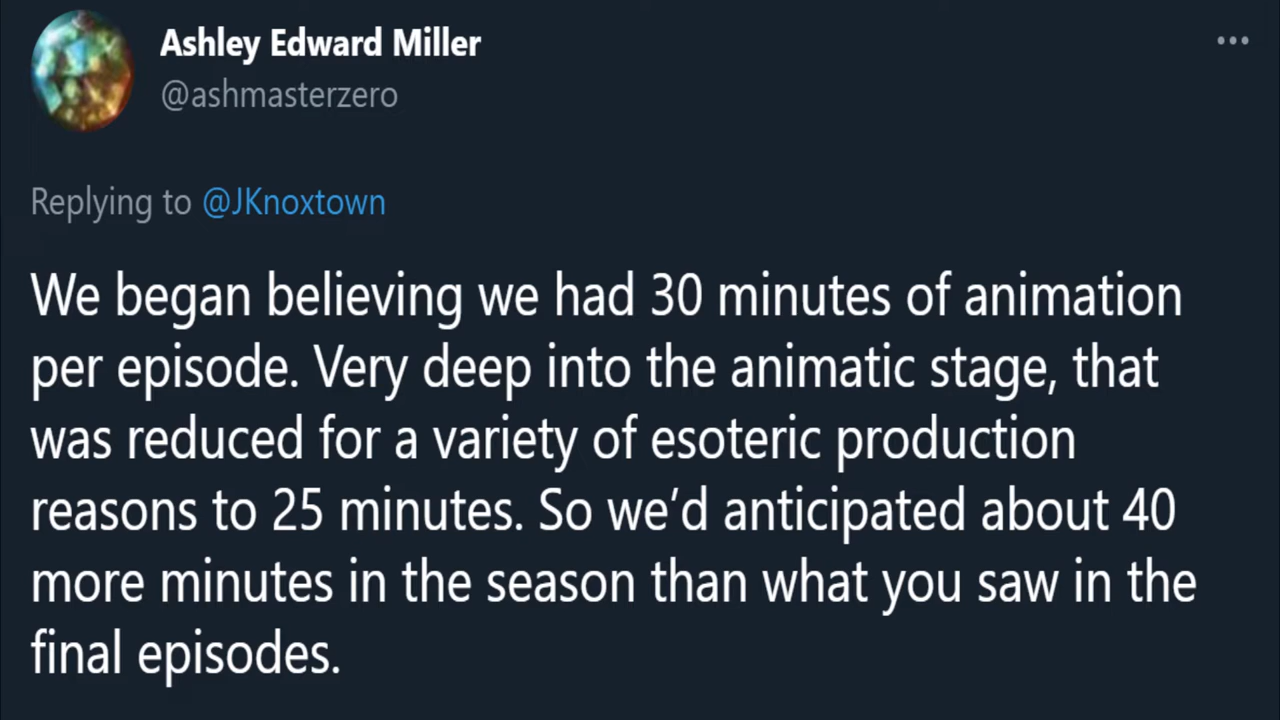 Ashley Edward Miller
@ashmasterzero
Replying to @JKnoxtown
We began believing we had 30 minutes of animation
per episode. Very deep into the animatic stage, that
was reduced for a variety of esoteric production
reasons to 25 minutes. So we’d anticipated about 40
more minutes in the season than what you saw in the
final episodes.